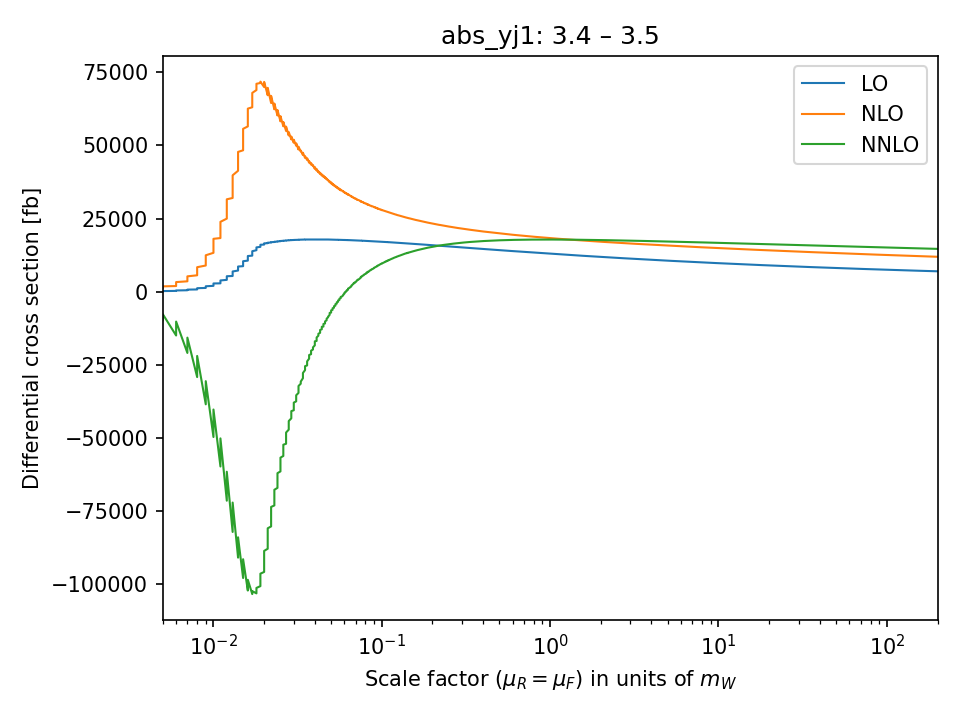 abs_yj1: 3.4 – 3.5
LO
NLO
NNLO
75000
50000
25000
0
−25000
−50000
−75000
−100000
Differential cross section [fb]
10⁻² 10⁻¹ 10⁰ 10¹ 10²
Scale factor (μ_R = μ_F) in units of m_W